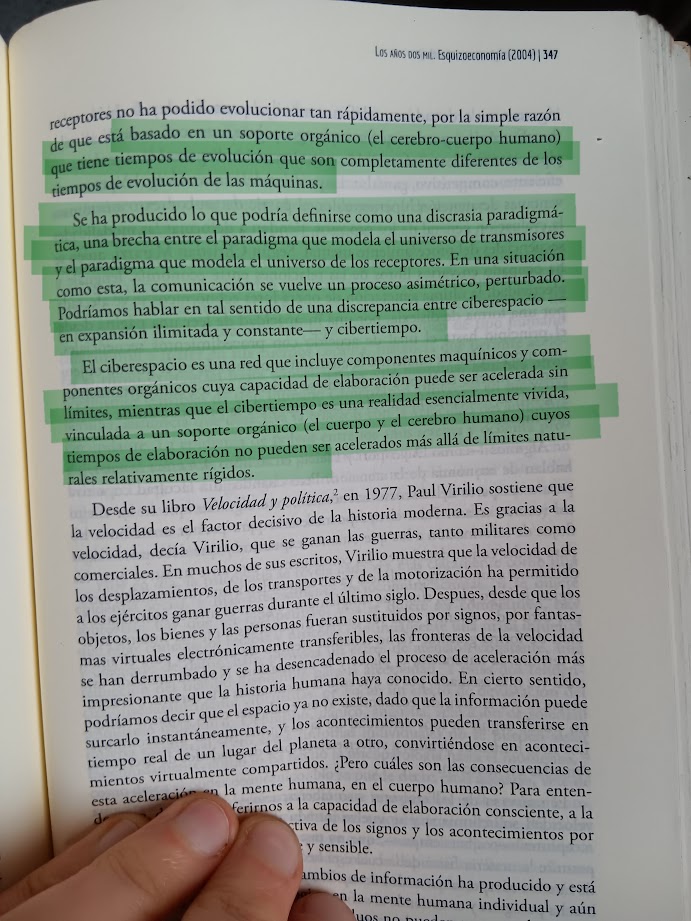 Los años dos mil. Esquizoeconomía (2004) | 347
receptores no ha podido evolucionar tan rápidamente, por la simple razón
de que está basado en un soporte orgánico (el cerebro-cuerpo humano)
que tiene tiempos de evolución que son completamente diferentes de los
tiempos de evolución de las máquinas.
Se ha producido lo que podría definirse como una discrasia paradigmá-
tica, una brecha entre el paradigma que modela el universo de transmisores
y el paradigma que modela el universo de los receptores. En una situación
como esta, la comunicación se vuelve un proceso asimétrico, perturbado.
Podríamos hablar en tal sentido de una discrepancia entre ciberespacio —
en expansión ilimitada y constante— y cibertiempo.
El ciberespacio es una red que incluye componentes maquínicos y com-
ponentes orgánicos cuya capacidad de elaboración puede ser acelerada sin
límites, mientras que el cibertiempo es una realidad esencialmente vivida,
vinculada a un soporte orgánico (el cuerpo y el cerebro humano) cuyos
tiempos de elaboración no pueden ser acelerados más allá de límites natu-
rales relativamente rígidos.
Desde su libro Velocidad y política,² en 1977, Paul Virilio sostiene que
la velocidad es el factor decisivo de la historia moderna. Es gracias a la
velocidad, decía Virilio, que se ganan las guerras, tanto militares como
comerciales. En muchos de sus escritos, Virilio muestra que la velocidad de
los desplazamientos, de los transportes y de la motorización ha permitido
a los ejércitos ganar guerras durante el último siglo. Despues, desde que los
objetos, los bienes y las personas fueran sustituidos por signos, por fantas-
mas virtuales electrónicamente transferibles, las fronteras de la velocidad
se han derrumbado y se ha desencadenado el proceso de aceleración más
impresionante que la historia humana haya conocido. En cierto sentido,
podríamos decir que el espacio ya no existe, dado que la información puede
surcarlo instantáneamente, y los acontecimientos pueden transferirse en
tiempo real de un lugar del planeta a otro, convirtiéndose en aconteci-
mientos virtualmente compartidos. ¿Pero cuáles son las consecuencias de
esta aceleración en la mente humana, en el cuerpo humano? Para enten-
a la capacidad de elaboración consciente, a la
de los signos y los acontecimientos por
y sensible.
de información ha producido y está
en la mente humana individual y aún
no